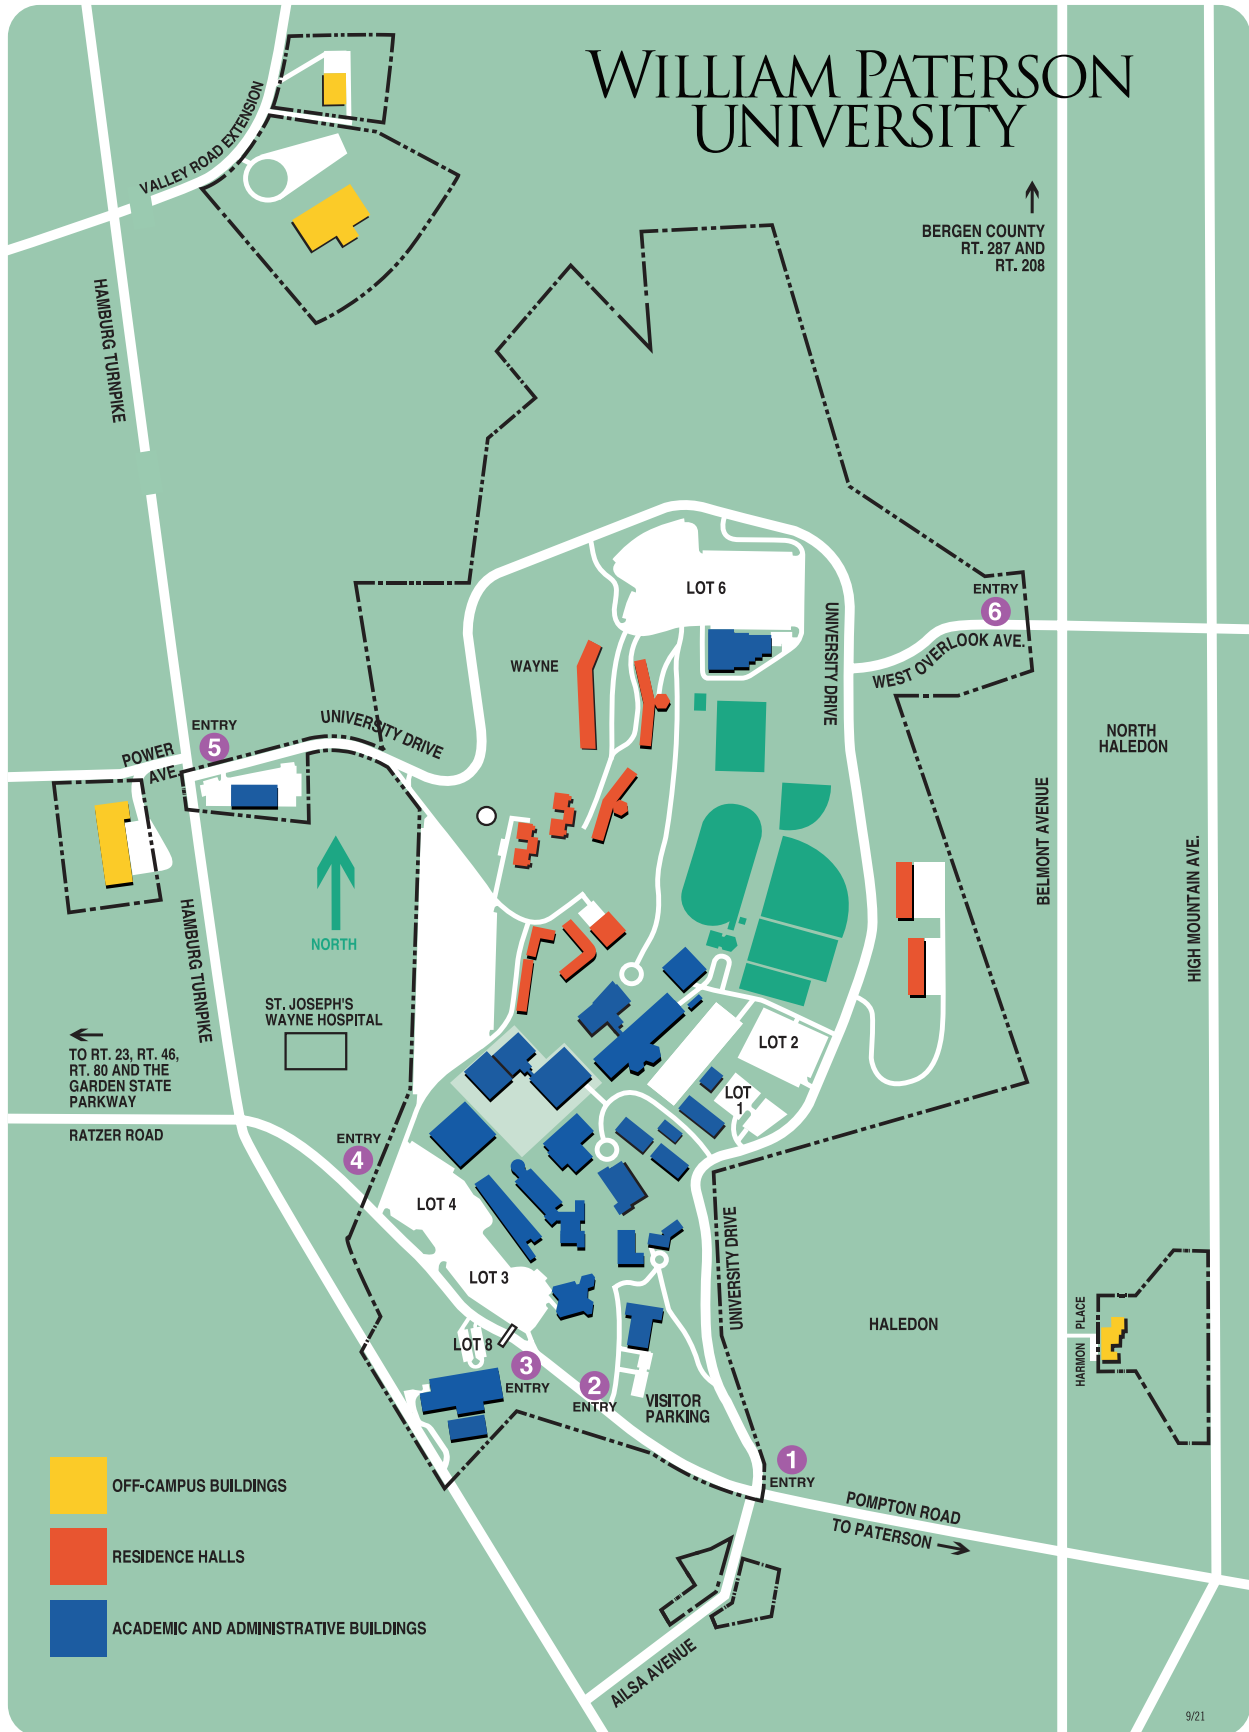 WILLIAM PATERSON
UNIVERSITY
VALLEY ROAD EXTENSION
BERGEN COUNTY
RT. 287 AND
RT. 208
HAMBURG TURNPIKE
LOT 6
ENTRY
6
WEST OVERLOOK AVE.
UNIVERSITY DRIVE
WAYNE
ENTRY
5
UNIVERSITY DRIVE
POWER
AVE.
NORTH
HALEDON
BELMONT AVENUE
HIGH MOUNTAIN AVE.
HAMBURG TURNPIKE
NORTH
ST. JOSEPH'S
WAYNE HOSPITAL
TO RT. 23, RT. 46,
RT. 80 AND THE
GARDEN STATE
PARKWAY
RATZER ROAD
LOT 2
LOT
1
ENTRY
4
LOT 4
LOT 3
UNIVERSITY DRIVE
HALEDON
HARMON PLACE
LOT 8
3
ENTRY
2
ENTRY
VISITOR
PARKING
1
ENTRY
POMPTON ROAD
TO PATERSON
OFF-CAMPUS BUILDINGS
RESIDENCE HALLS
ACADEMIC AND ADMINISTRATIVE BUILDINGS
AILSA AVENUE
9/21